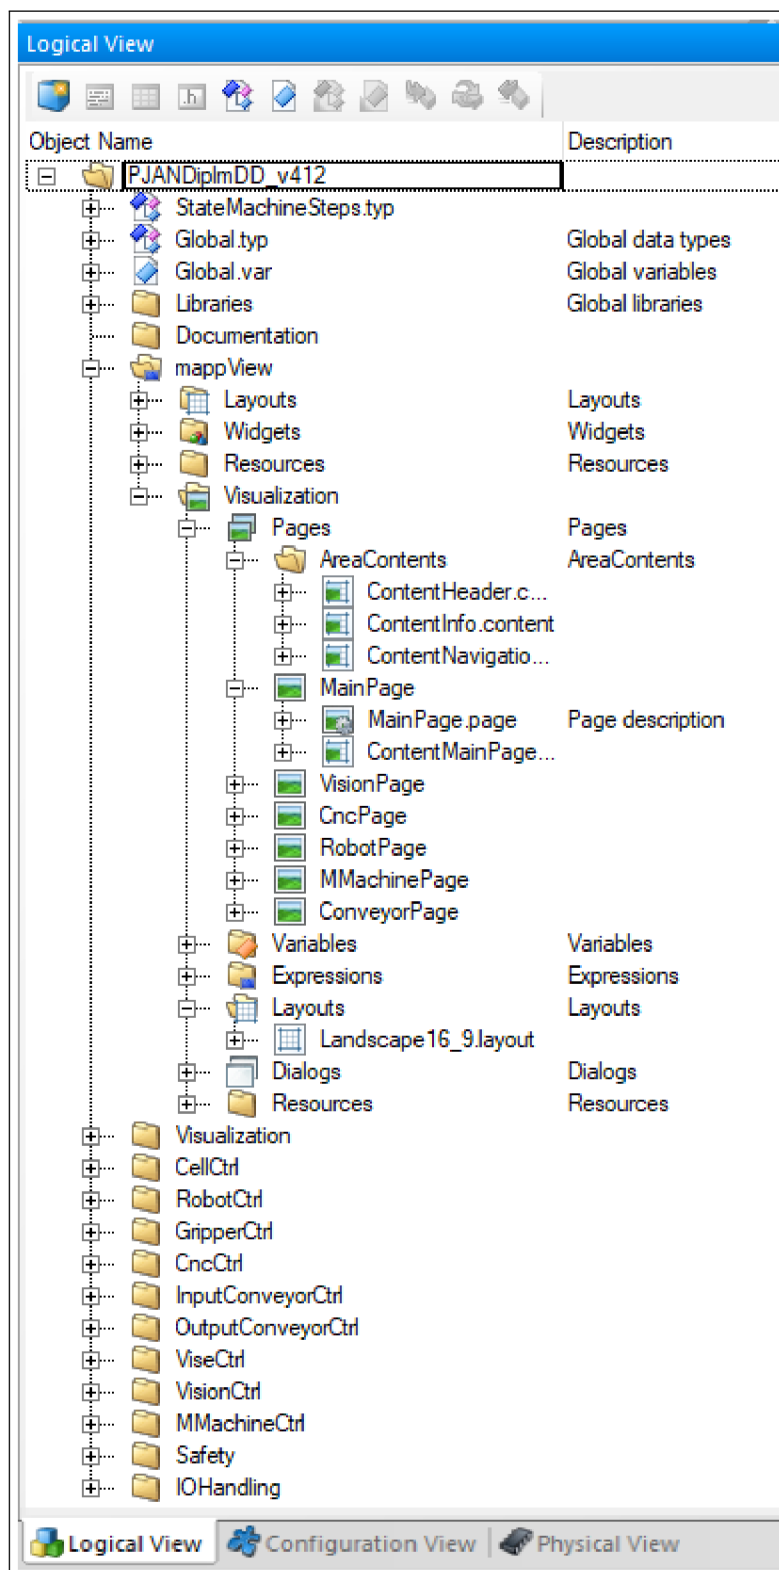 Logical View
Object Name Description
PJANDiplmDD_v412
StateMachineSteps.typ
Global.typ Global data types
Global.var Global variables
Libraries Global libraries
Documentation
mappView
Layouts Layouts
Widgets Widgets
Resources Resources
Visualization
Pages Pages
AreaContents AreaContents
ContentHeader.c...
ContentInfo.content
ContentNavigatio...
MainPage
MainPage.page Page description
ContentMainPage...
VisionPage
CncPage
RobotPage
MMachinePage
ConveyorPage
Variables Variables
Expressions Expressions
Layouts Layouts
Landscape16_9.layout
Dialogs Dialogs
Resources Resources
Visualization
CellCtrl
RobotCtrl
GripperCtrl
CncCtrl
InputConveyorCtrl
OutputConveyorCtrl
ViseCtrl
VisionCtrl
MMachineCtrl
Safety
IOHandling
Logical View Configuration View Physical View